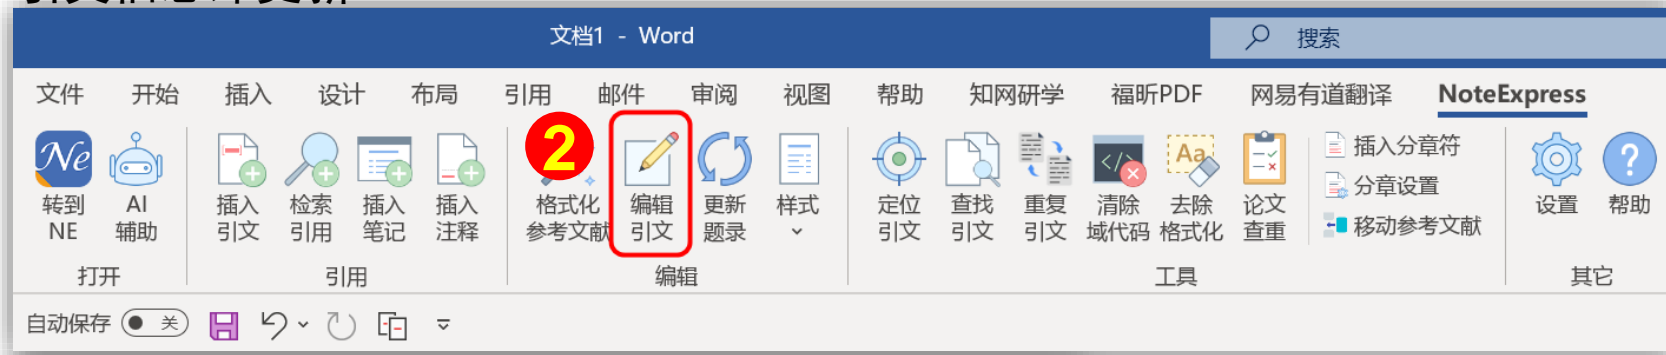 文档1 - Word
搜索
文件 开始 插入 设计 布局 引用 邮件 审阅 视图 帮助 知网研学 福昕PDF 网易有道翻译 NoteExpress
Ne
2
转到NE
AI辅助
插入引文
检索引用
插入笔记
插入注释
格式化参考文献
编辑引文
更新题录
样式
定位引文
查找引文
重复引文
清除域代码
Aa
去除格式化
论文查重
插入分章符
分章设置
移动参考文献
设置
帮助
打开 引用 编辑 工具 其它
自动保存 关